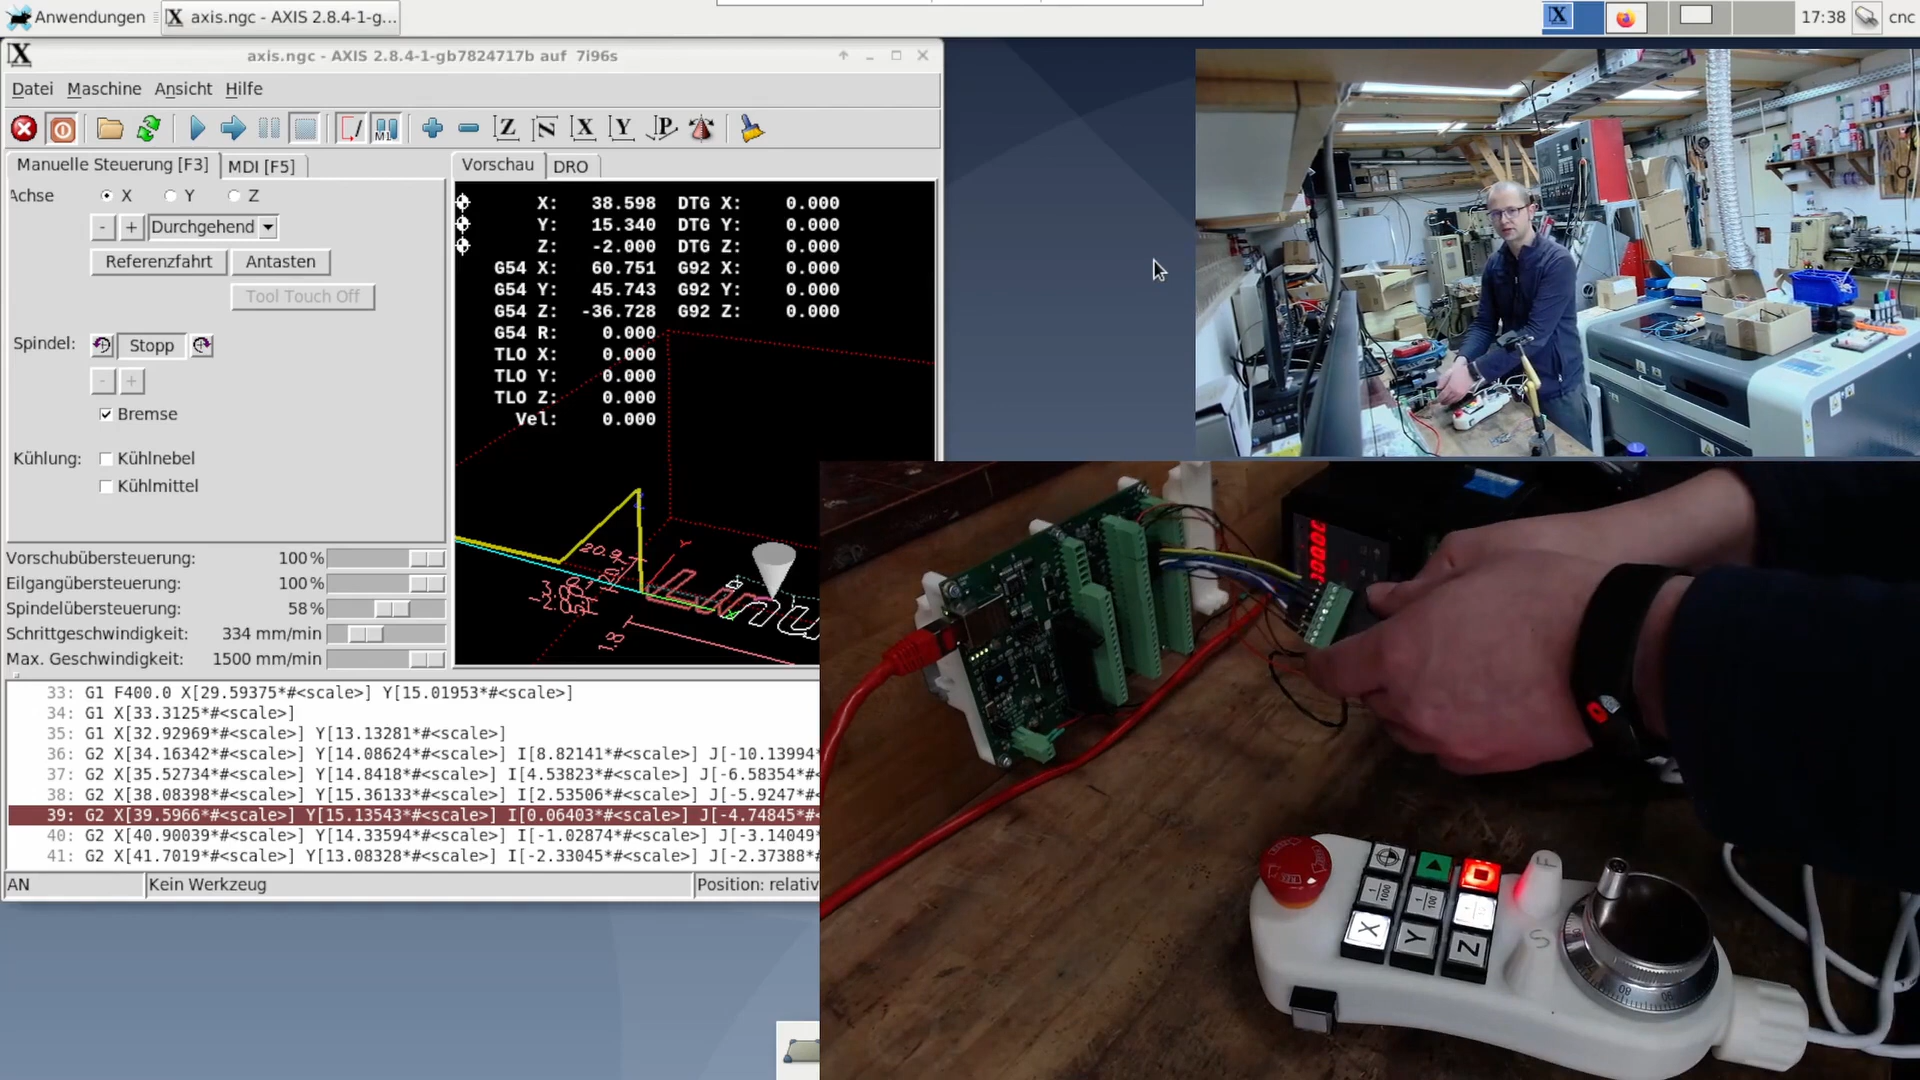 Anwendungen
axis.ngc - AXIS 2.8.4-1-g...
17:38
cnc
axis.ngc - AXIS 2.8.4-1-gb7824717b auf 7i96s
Datei Maschine Ansicht Hilfe
Manuelle Steuerung [F3]
MDI [F5]
Vorschau
DRO
Achse X Y Z
- + Durchgehend
Referenzfahrt
Antasten
Tool Touch Off
Spindel: Stopp
- +
Bremse
Kühlung: Kühlnebel
Kühlmittel
X: 38.598 DTG X: 0.000
Y: 15.340 DTG Y: 0.000
Z: -2.000 DTG Z: 0.000
G54 X: 60.751 G92 X: 0.000
G54 Y: 45.743 G92 Y: 0.000
G54 Z: -36.728 G92 Z: 0.000
G54 R: 0.000
TLO X: 0.000
TLO Y: 0.000
TLO Z: 0.000
Vel: 0.000
1.8
Vorschubübersteuerung: 100 %
Eilgangübersteuerung: 100 %
Spindelübersteuerung: 58 %
Schrittgeschwindigkeit: 334 mm/min
Max. Geschwindigkeit: 1500 mm/min
33: G1 F400.0 X[29.59375*#<scale>] Y[15.01953*#<scale>]
34: G1 X[33.3125*#<scale>]
35: G1 X[32.92969*#<scale>] Y[13.13281*#<scale>]
36: G2 X[34.16342*#<scale>] Y[14.08624*#<scale>] I[8.82141*#<scale>] J[-10.13994*
37: G2 X[35.52734*#<scale>] Y[14.8418*#<scale>] I[4.53823*#<scale>] J[-6.58354*
38: G2 X[38.08398*#<scale>] Y[15.36133*#<scale>] I[2.53506*#<scale>] J[-5.9247*
39: G2 X[39.5966*#<scale>] Y[15.13543*#<scale>] I[0.06403*#<scale>] J[-4.74845*
40: G2 X[40.90039*#<scale>] Y[14.33594*#<scale>] I[-1.02874*#<scale>] J[-3.14049*
41: G2 X[41.7019*#<scale>] Y[13.08328*#<scale>] I[-2.33045*#<scale>] J[-2.37388*
AN
Kein Werkzeug
Position: relativ
1/1000
1/100
X
Y
Z
F
S